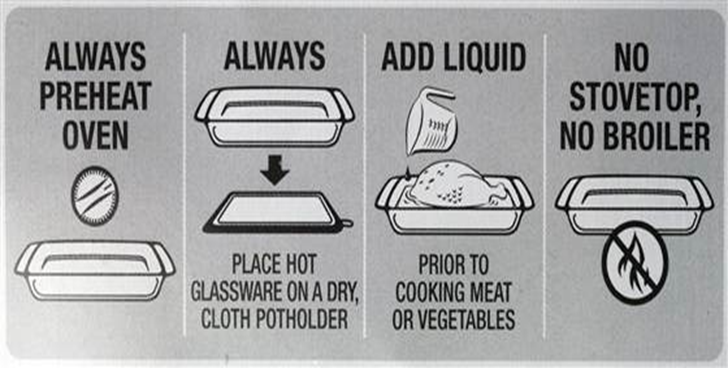 ALWAYS
PREHEAT
OVEN
ALWAYS
PLACE HOT
GLASSWARE ON A DRY,
CLOTH POTHOLDER
ADD LIQUID
PRIOR TO
COOKING MEAT
OR VEGETABLES
NO
STOVETOP,
NO BROILER